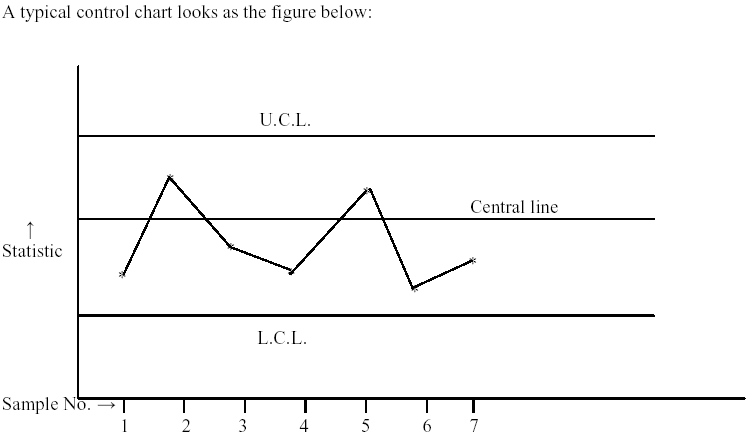 A typical control chart looks as the figure below:
U.C.L.
Central line
↑
Statistic
L.C.L.
Sample No. →
1 2 3 4 5 6 7